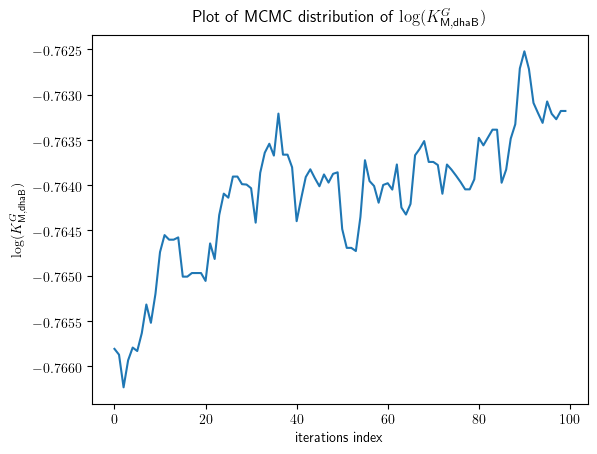 Plot of MCMC distribution of log(K^G_M,dhaB)
log(K^G_M,dhaB)
−0.7625
−0.7630
−0.7635
−0.7640
−0.7645
−0.7650
−0.7655
−0.7660
0 20 40 60 80 100
iterations index